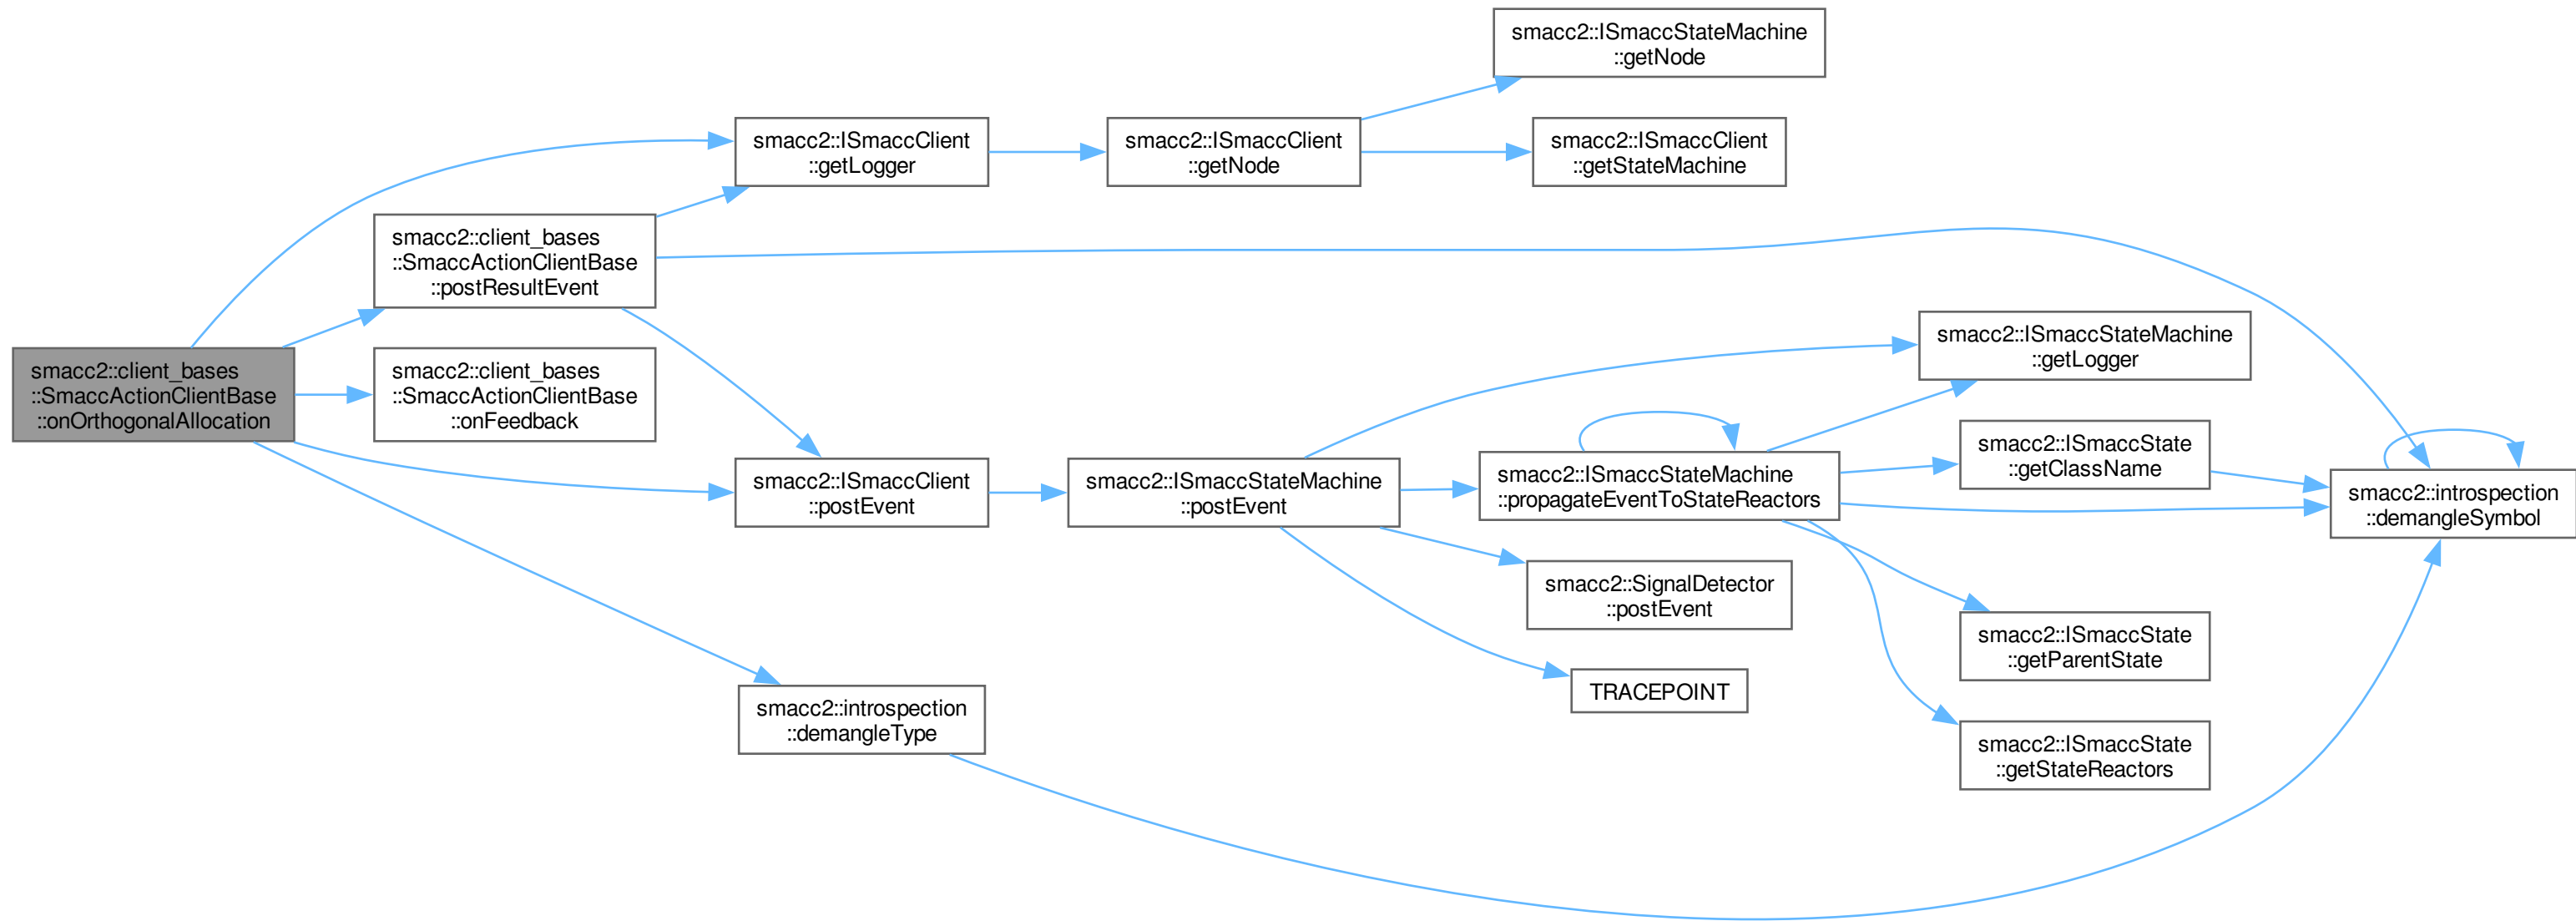 smacc2::ISmaccStateMachine
::getNode
smacc2::ISmaccClient
::getLogger
smacc2::ISmaccClient
::getNode
smacc2::ISmaccClient
::getStateMachine
smacc2::client_bases
::SmaccActionClientBase
::postResultEvent
smacc2::ISmaccStateMachine
::getLogger
smacc2::client_bases
::SmaccActionClientBase
::onOrthogonalAllocation
smacc2::client_bases
::SmaccActionClientBase
::onFeedback
smacc2::ISmaccState
::getClassName
smacc2::ISmaccClient
::postEvent
smacc2::ISmaccStateMachine
::postEvent
smacc2::ISmaccStateMachine
::propagateEventToStateReactors
smacc2::introspection
::demangleSymbol
smacc2::SignalDetector
::postEvent
smacc2::ISmaccState
::getParentState
TRACEPOINT
smacc2::introspection
::demangleType
smacc2::ISmaccState
::getStateReactors